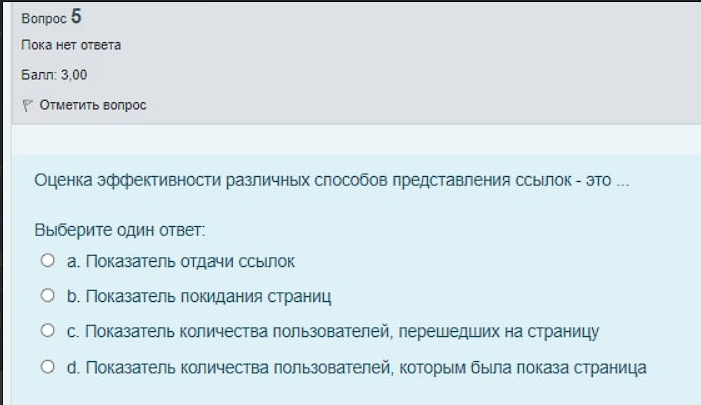 Вопрос 5
Пока нет ответа
Балл: 3,00
Отметить вопрос
Оценка эффективности различных способов представления ссылок - это ...
Выберите один ответ:
a. Показатель отдачи ссылок
b. Показатель покидания страниц
c. Показатель количества пользователей, перешедших на страницу
d. Показатель количества пользователей, которым была показа страница